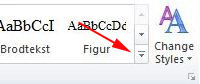 AaBbCcI AaBbCcDd
Brodtekst Figur
Change
Styles